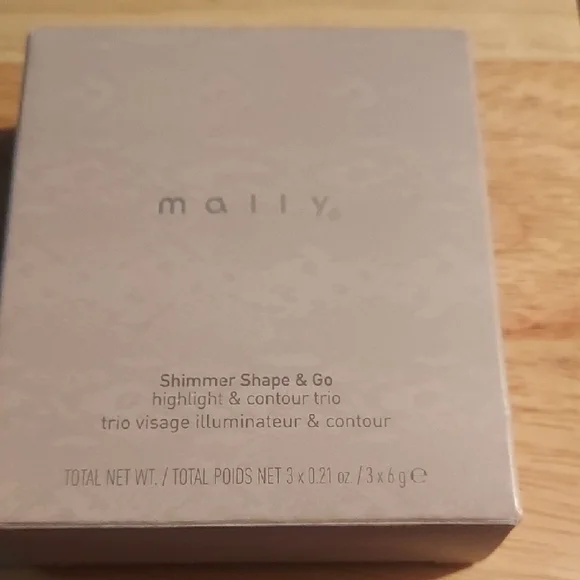 mally®
Shimmer Shape & Go
highlight & contour trio
trio visage illuminateur & contour
TOTAL NET WT. / TOTAL POIDS NET 3 x 0.21 oz. / 3 x 6 g ℮